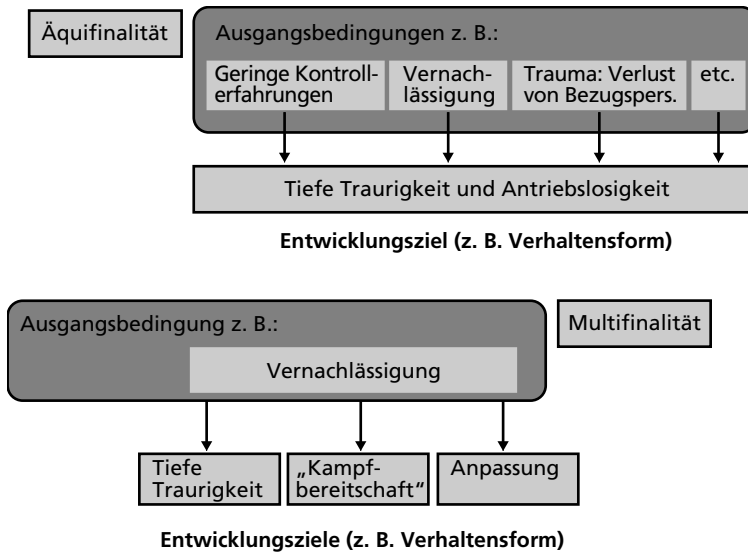 Äquifinalität
Ausgangsbedingungen z. B.:
Geringe Kontroll-
erfahrungen
Vernach-
lässigung
Trauma: Verlust
von Bezugspers.
etc.
Tiefe Traurigkeit und Antriebslosigkeit
Entwicklungsziel (z. B. Verhaltensform)
Ausgangsbedingung z. B.:
Multifinalität
Vernachlässigung
Tiefe
Traurigkeit
„Kampf-
bereitschaft“
Anpassung
Entwicklungsziele (z. B. Verhaltensform)